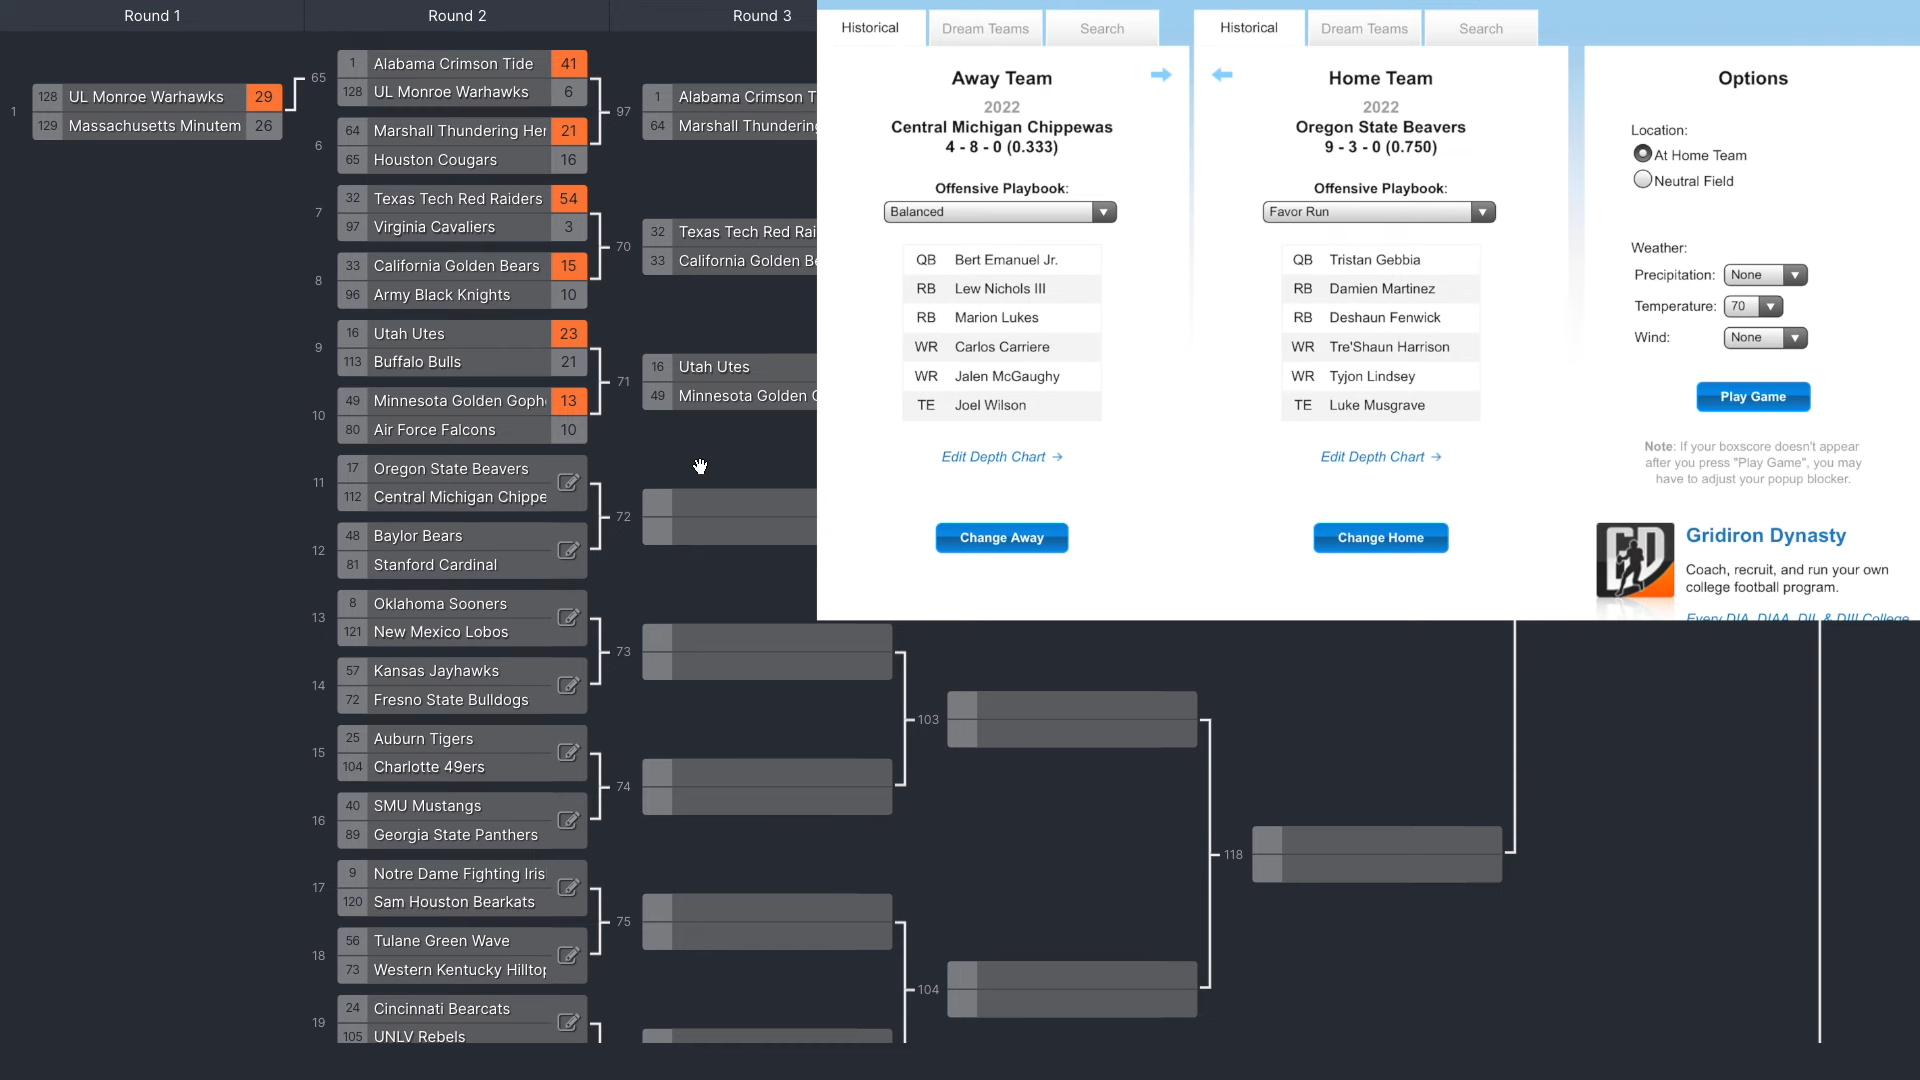 Round 1
Round 2
Round 3
1
128 UL Monroe Warhawks 29
129 Massachusetts Minutem 26
65
1 Alabama Crimson Tide 41
128 UL Monroe Warhawks 6
6
64 Marshall Thundering Her 21
65 Houston Cougars 16
7
32 Texas Tech Red Raiders 54
97 Virginia Cavaliers 3
8
33 California Golden Bears 15
96 Army Black Knights 10
9
16 Utah Utes 23
113 Buffalo Bulls 21
10
49 Minnesota Golden Goph 13
80 Air Force Falcons 10
11
17 Oregon State Beavers
112 Central Michigan Chippe
12
48 Baylor Bears
81 Stanford Cardinal
13
8 Oklahoma Sooners
121 New Mexico Lobos
14
57 Kansas Jayhawks
72 Fresno State Bulldogs
15
25 Auburn Tigers
104 Charlotte 49ers
16
40 SMU Mustangs
89 Georgia State Panthers
17
9 Notre Dame Fighting Iris
120 Sam Houston Bearkats
18
56 Tulane Green Wave
73 Western Kentucky Hilltop
19
24 Cincinnati Bearcats
105 UNLV Rebels
97
1 Alabama Crimson T
64 Marshall Thundering
70
32 Texas Tech Red Rai
33 California Golden Be
71
16 Utah Utes
49 Minnesota Golden G
72
73
74
75
103
104
118
Historical
Dream Teams
Search
Away Team
2022
Central Michigan Chippewas
4 - 8 - 0 (0.333)
Offensive Playbook:
Balanced
QB Bert Emanuel Jr.
RB Lew Nichols III
RB Marion Lukes
WR Carlos Carriere
WR Jalen McGaughy
TE Joel Wilson
Edit Depth Chart →
Change Away
Historical
Dream Teams
Search
Home Team
2022
Oregon State Beavers
9 - 3 - 0 (0.750)
Offensive Playbook:
Favor Run
QB Tristan Gebbia
RB Damien Martinez
RB Deshaun Fenwick
WR Tre'Shaun Harrison
WR Tyjon Lindsey
TE Luke Musgrave
Edit Depth Chart →
Change Home
Options
Location:
At Home Team
Neutral Field
Weather:
Precipitation: None
Temperature: 70
Wind: None
Play Game
Note: If your boxscore doesn't appear
after you press "Play Game", you may
have to adjust your popup blocker.
GD
Gridiron Dynasty
Coach, recruit, and run your own
college football program.
Every DIA, DIAA, DII, & DIII College